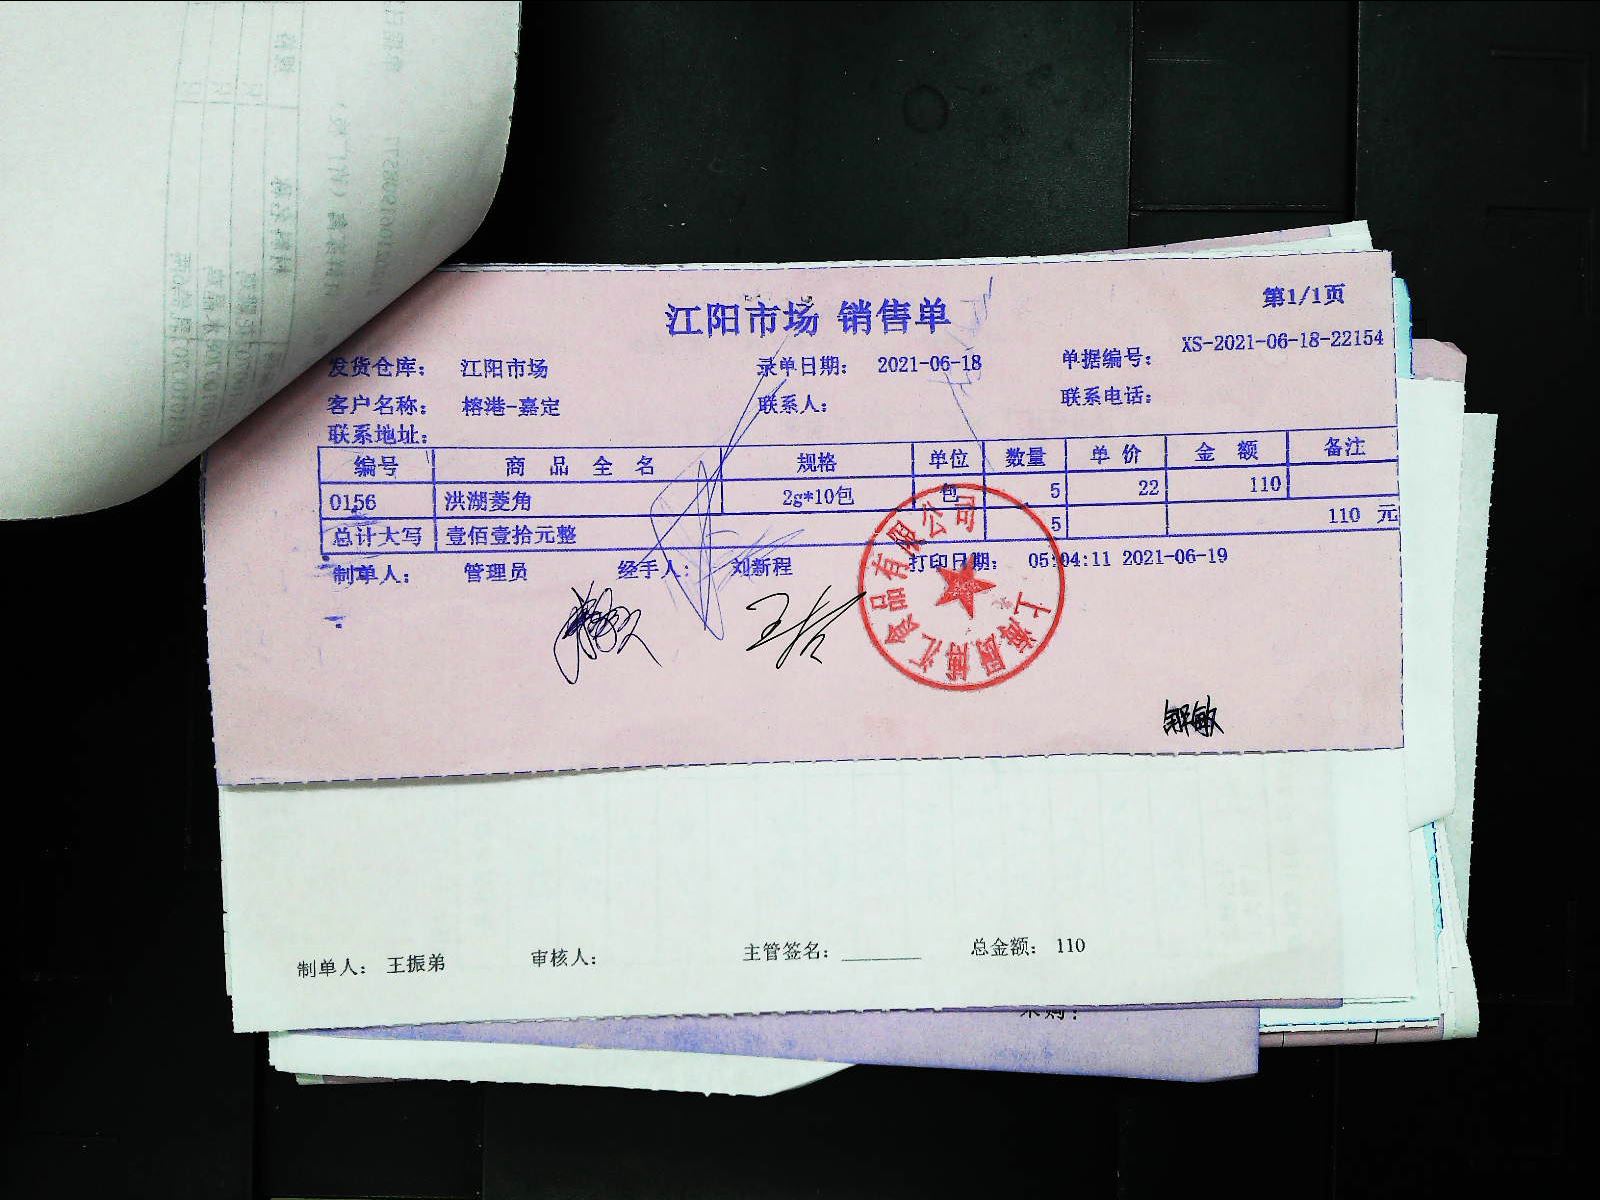 江阳市场 销售单
第1/1页
发货仓库： 江阳市场 录单日期： 2021-06-18 单据编号： XS-2021-06-18-22154
客户名称： 榕港-嘉定 联系人： 联系电话：
联系地址：
编号 商 品 全 名 规格 单位 数量 单 价 金 额 备注
0156 洪湖菱角 2g*10包 包 5 22 110
总计大写 壹佰壹拾元整 5 110 元
制单人： 管理员 经手人： 刘新程 打印日期： 05:04:11 2021-06-19
制单人： 王振弟 审核人： 主管签名： 总金额： 110
采购：